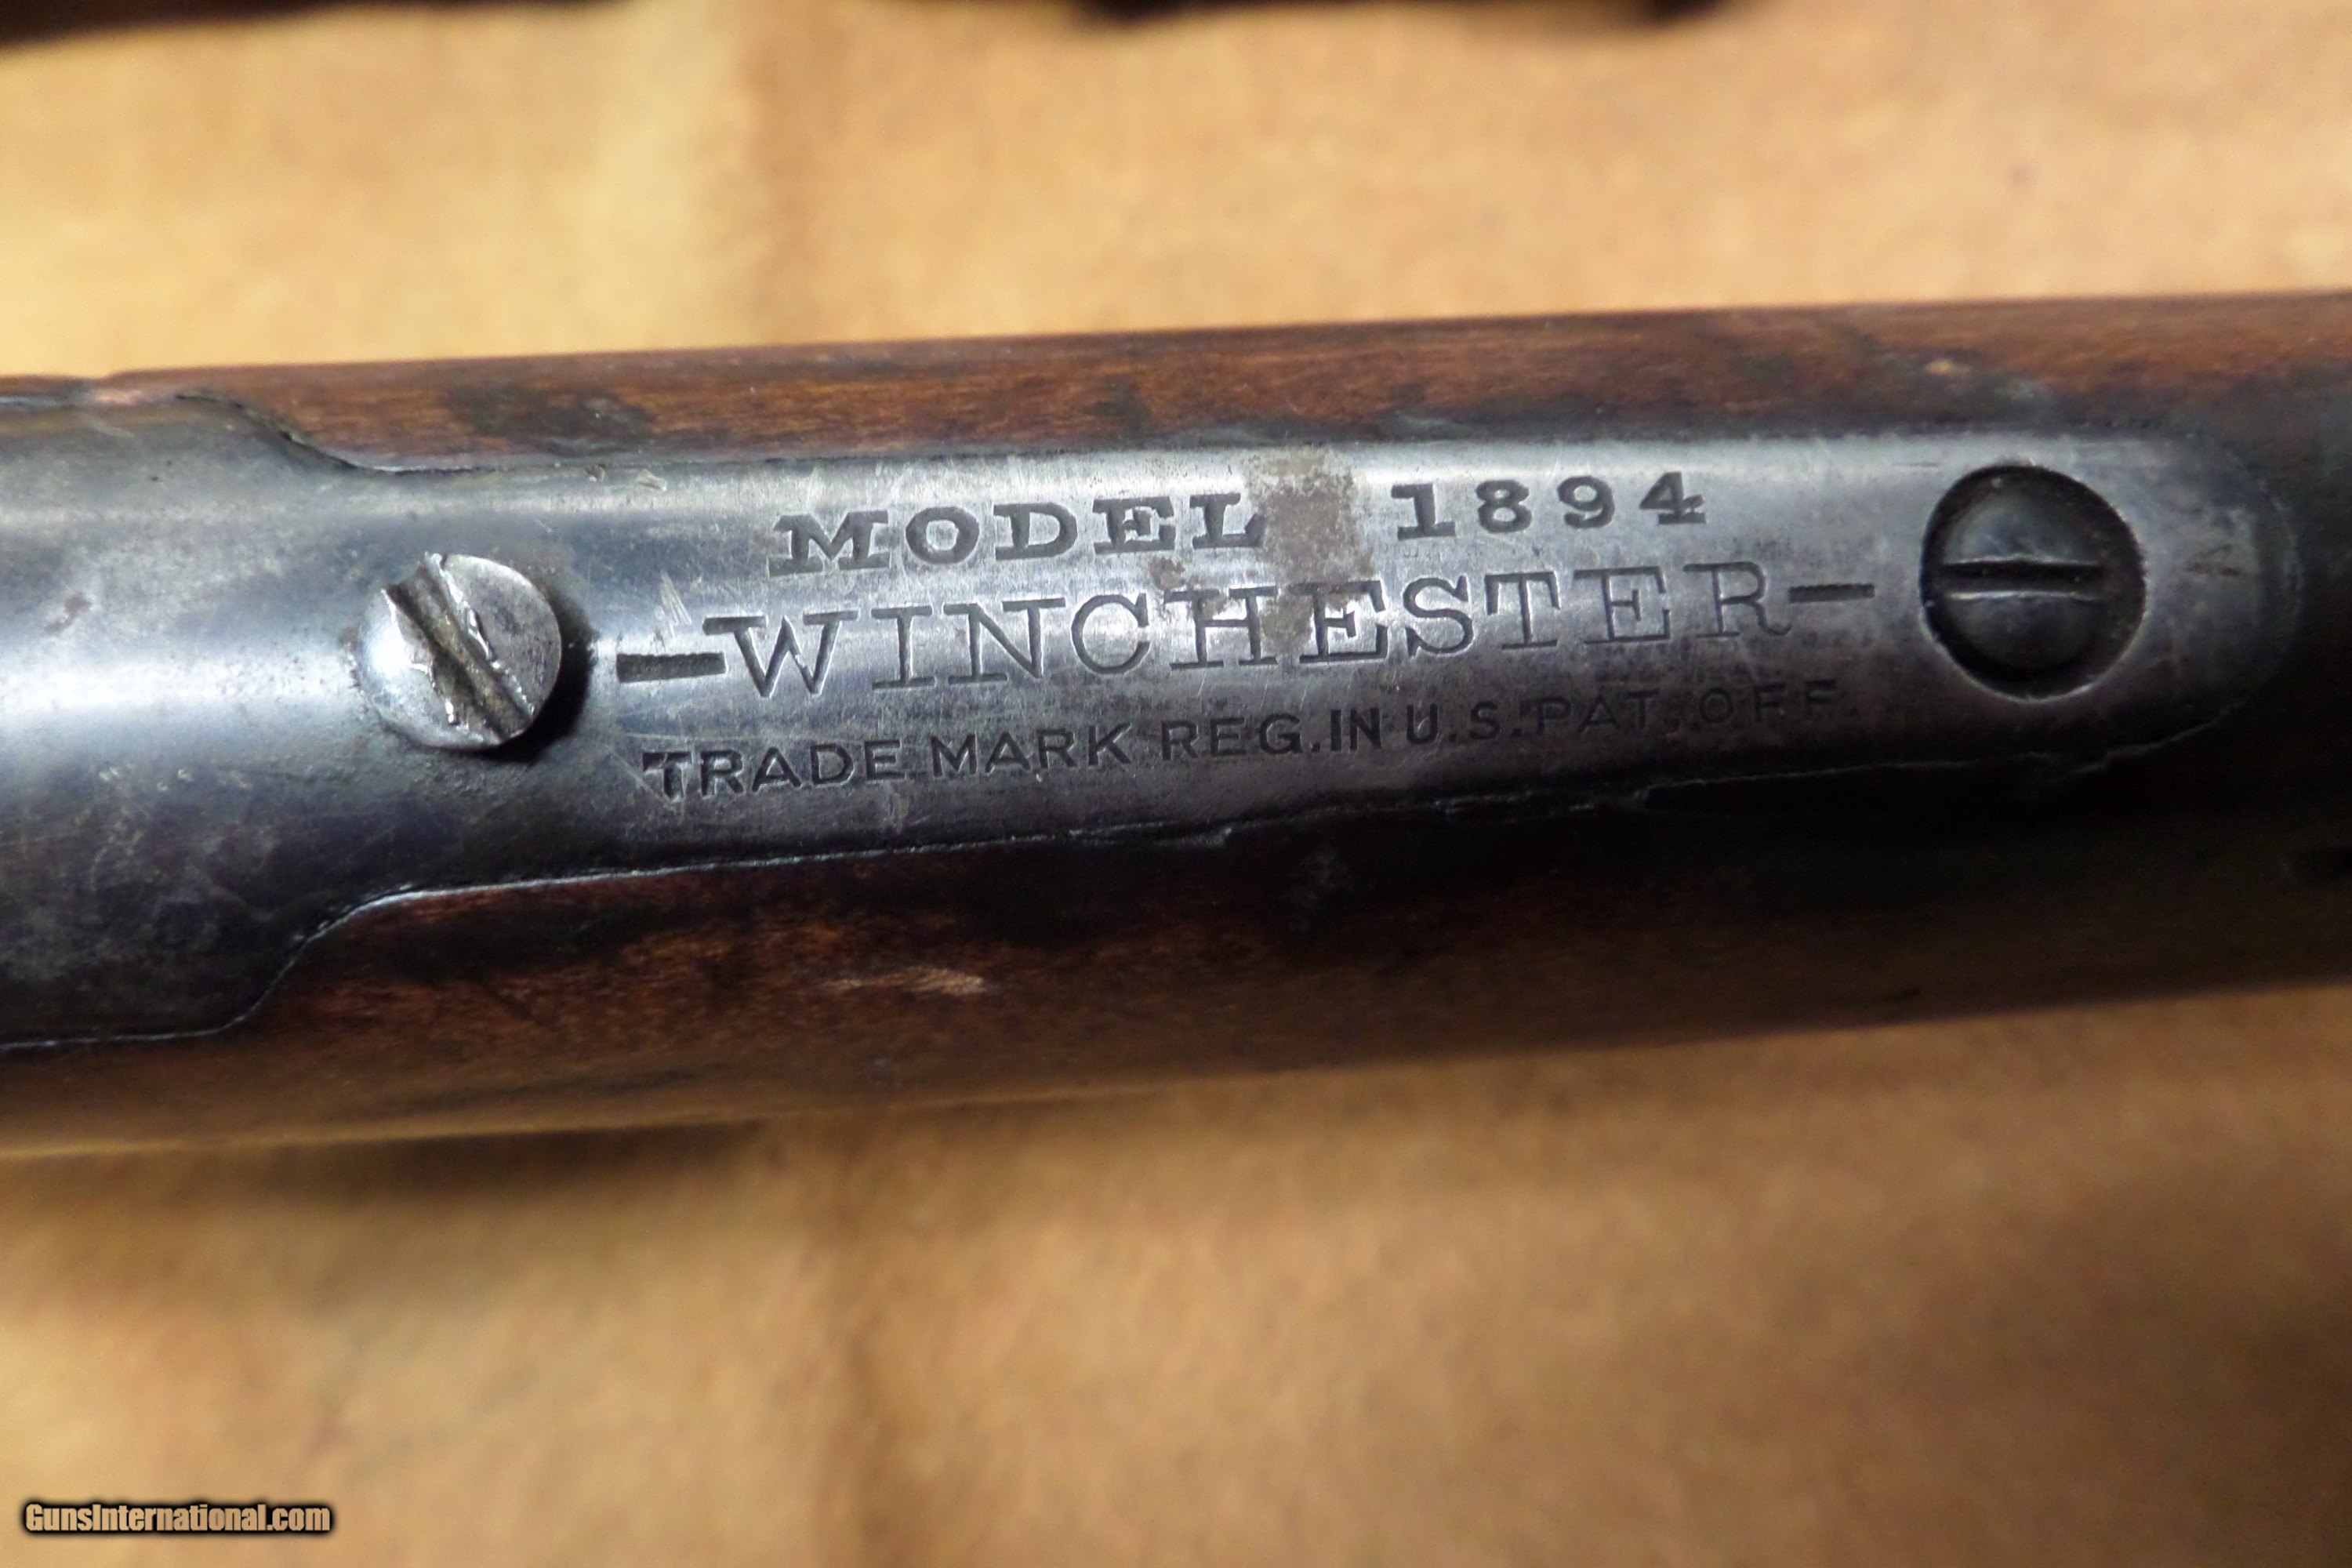 MODEL 1894
-WINCHESTER-
TRADE MARK REG. IN U.S. PAT. OFF.
GunsInternational.com